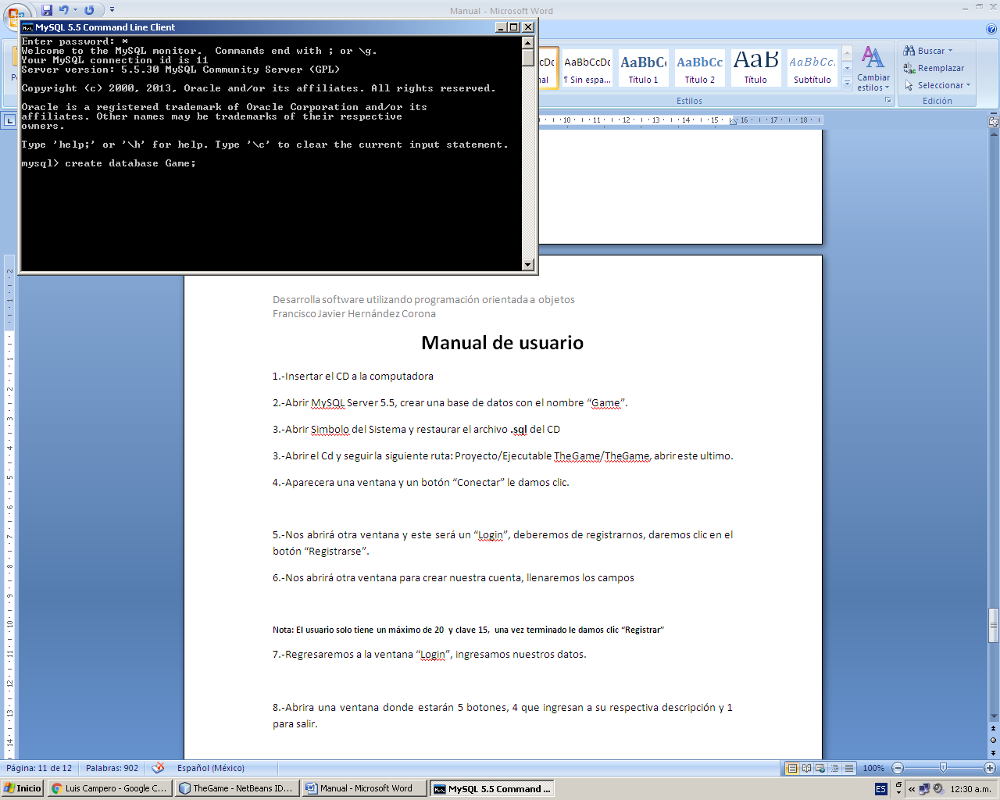 Manual - Microsoft Word
MySQL 5.5 Command Line Client
Enter password: *
Welcome to the MySQL monitor.  Commands end with ; or \g.
Your MySQL connection id is 11
Server version: 5.5.30 MySQL Community Server (GPL)
Copyright (c) 2000, 2013, Oracle and/or its affiliates. All rights reserved.
Oracle is a registered trademark of Oracle Corporation and/or its
affiliates. Other names may be trademarks of their respective
owners.
Type 'help;' or '\h' for help. Type '\c' to clear the current input statement.
mysql> create database Game;
AaBbCcDc AaBbCc AaBbCc AaB AaBbCc.
¶ Sin espa... Título 1 Título 2 Título Subtítulo
Cambiar estilos
Estilos
Buscar
Reemplazar
Seleccionar
Edición
10 11 12 13 14 15 16 17 18
Desarrolla software utilizando programación orientada a objetos
Francisco Javier Hernández Corona
Manual de usuario
1.-Insertar el CD a la computadora
2.-Abrir MySQL Server 5.5, crear una base de datos con el nombre “Game”.
3.-Abrir Simbolo del Sistema y restaurar el archivo .sql del CD
3.-Abrir el Cd y seguir la siguiente ruta: Proyecto/Ejecutable TheGame/TheGame, abrir este ultimo.
4.-Aparecera una ventana y un botón “Conectar” le damos clic.
5.-Nos abrirá otra ventana y este será un “Login”, deberemos de registrarnos, daremos clic en el
botón “Registrarse”.
6.-Nos abrirá otra ventana para crear nuestra cuenta, llenaremos los campos
Nota: El usuario solo tiene un máximo de 20  y clave 15,  una vez terminado le damos clic “Registrar”
7.-Regresaremos a la ventana “Login”, ingresamos nuestros datos.
8.-Abrira una ventana donde estarán 5 botones, 4 que ingresan a su respectiva descripción y 1
para salir.
Página: 11 de 12 Palabras: 902 Español (México) 100%
Inicio Luis Campero - Google C... TheGame - NetBeans ID... Manual - Microsoft Word MySQL 5.5 Command ... ES 12:30 a.m.